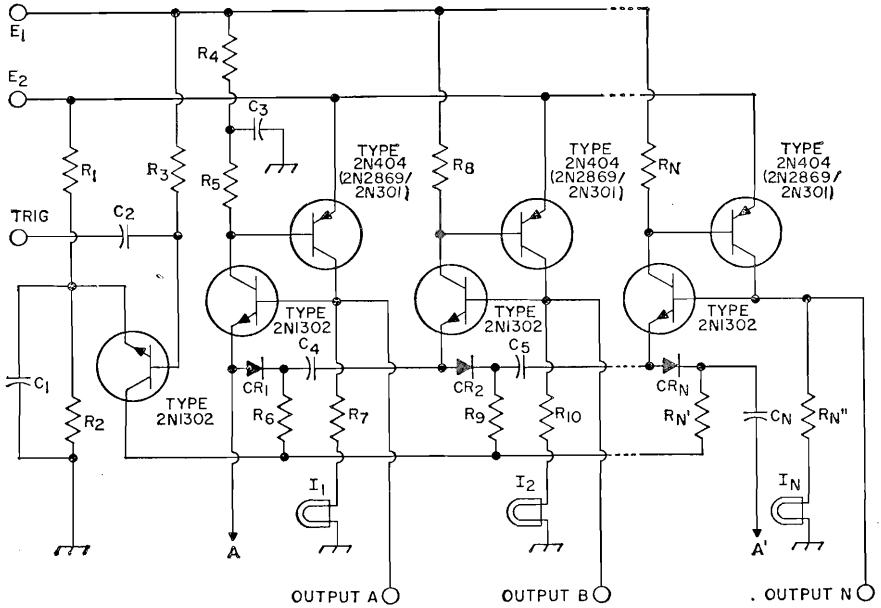 E1
E2
R4
C3
R1
R3
R5
TYPE
2N404
(2N2869/
2N301)
R8
TYPE
2N404
(2N2869/
2N301)
RN
TYPE
2N404
(2N2869/
2N301)
TRIG
C2
TYPE
2N1302
TYPE
2N1302
TYPE
2N1302
C1
R2
TYPE
2N1302
CR1
C4
R6
R7
CR2
C5
R9
R10
CRN
RN'
CN
RN"
I1
I2
IN
A
A'
OUTPUT A
OUTPUT B
OUTPUT N